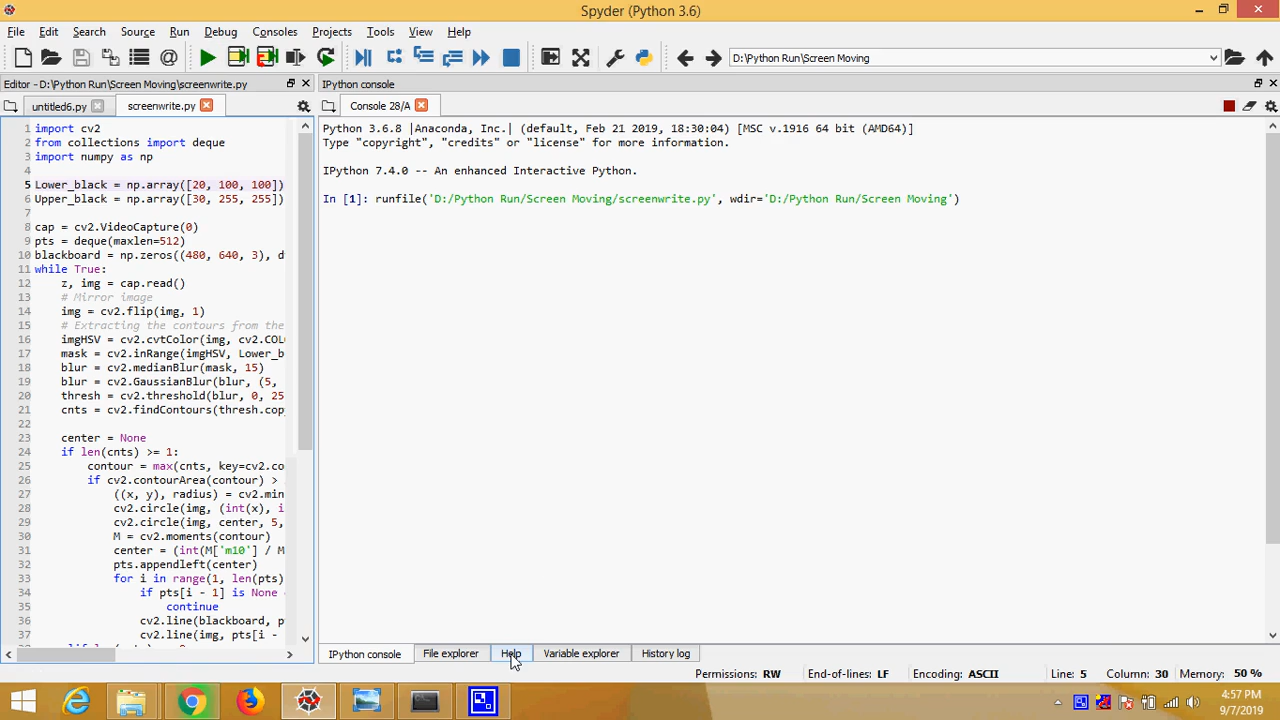 Spyder (Python 3.6)
File Edit Search Source Run Debug Consoles Projects Tools View Help
D:\Python Run\Screen Moving
Editor - D:\Python Run\Screen Moving\screenwrite.py
untitled6.py screenwrite.py
1 import cv2
2 from collections import deque
3 import numpy as np
4
5 Lower_black = np.array([20, 100, 100])
6 Upper_black = np.array([30, 255, 255])
7
8 cap = cv2.VideoCapture(0)
9 pts = deque(maxlen=512)
10 blackboard = np.zeros((480, 640, 3), d
11 while True:
12 z, img = cap.read()
13 # Mirror image
14 img = cv2.flip(img, 1)
15 # Extracting the contours from the
16 imgHSV = cv2.cvtColor(img, cv2.COL
17 mask = cv2.inRange(imgHSV, Lower_b
18 blur = cv2.medianBlur(mask, 15)
19 blur = cv2.GaussianBlur(blur, (5,
20 thresh = cv2.threshold(blur, 0, 25
21 cnts = cv2.findContours(thresh.cop
22
23 center = None
24 if len(cnts) >= 1:
25 contour = max(cnts, key=cv2.co
26 if cv2.contourArea(contour) >
27 ((x, y), radius) = cv2.min
28 cv2.circle(img, (int(x), i
29 cv2.circle(img, center, 5,
30 M = cv2.moments(contour)
31 center = (int(M['m10'] / M
32 pts.appendleft(center)
33 for i in range(1, len(pts)
34 if pts[i - 1] is None
35 continue
36 cv2.line(blackboard, p
37 cv2.line(img, pts[i -
IPython console
Console 28/A
Python 3.6.8 |Anaconda, Inc.| (default, Feb 21 2019, 18:30:04) [MSC v.1916 64 bit (AMD64)]
Type "copyright", "credits" or "license" for more information.
IPython 7.4.0 -- An enhanced Interactive Python.
In [1]: runfile('D:/Python Run/Screen Moving/screenwrite.py', wdir='D:/Python Run/Screen Moving')
IPython console File explorer Help Variable explorer History log
Permissions: RW End-of-lines: LF Encoding: ASCII Line: 5 Column: 30 Memory: 50 %
4:57 PM
9/7/2019